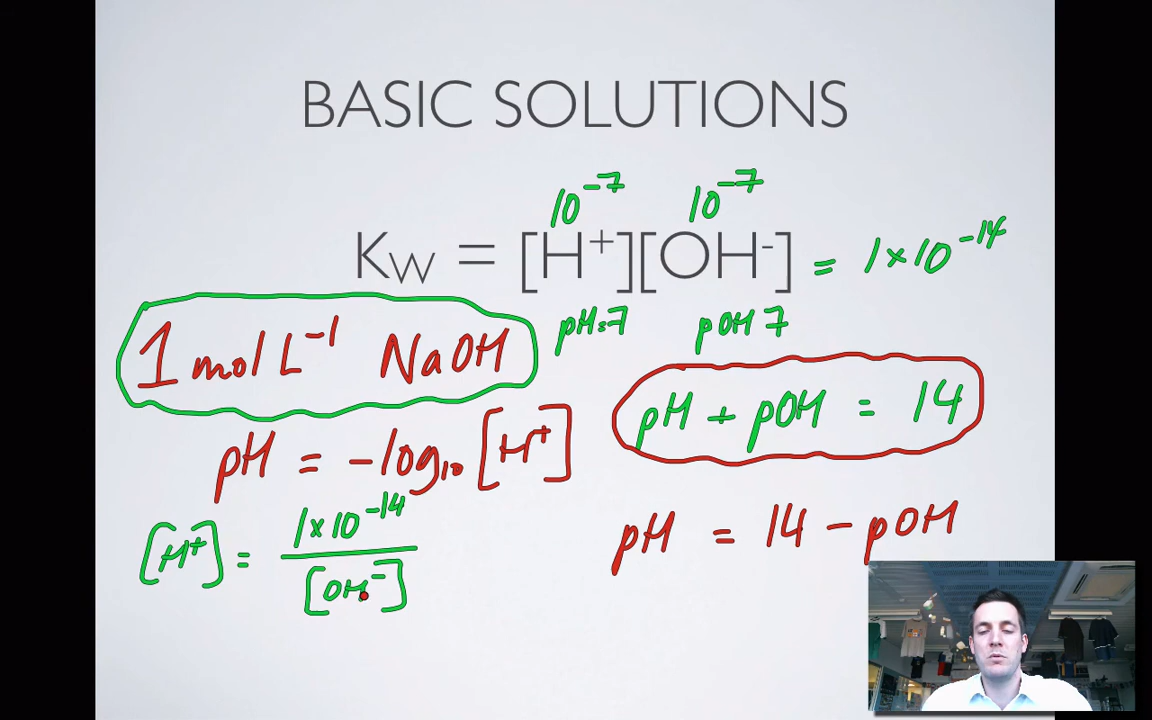 BASIC SOLUTIONS
10⁻⁷ 10⁻⁷
Kw = [H⁺][OH⁻] = 1×10⁻¹⁴
pH=7 pOH 7
1 mol L⁻¹ NaOH
pH + pOH = 14
pH = -log₁₀ [H⁺]
pH = 14 - pOH
[H⁺] = 1×10⁻¹⁴
[OH⁻]